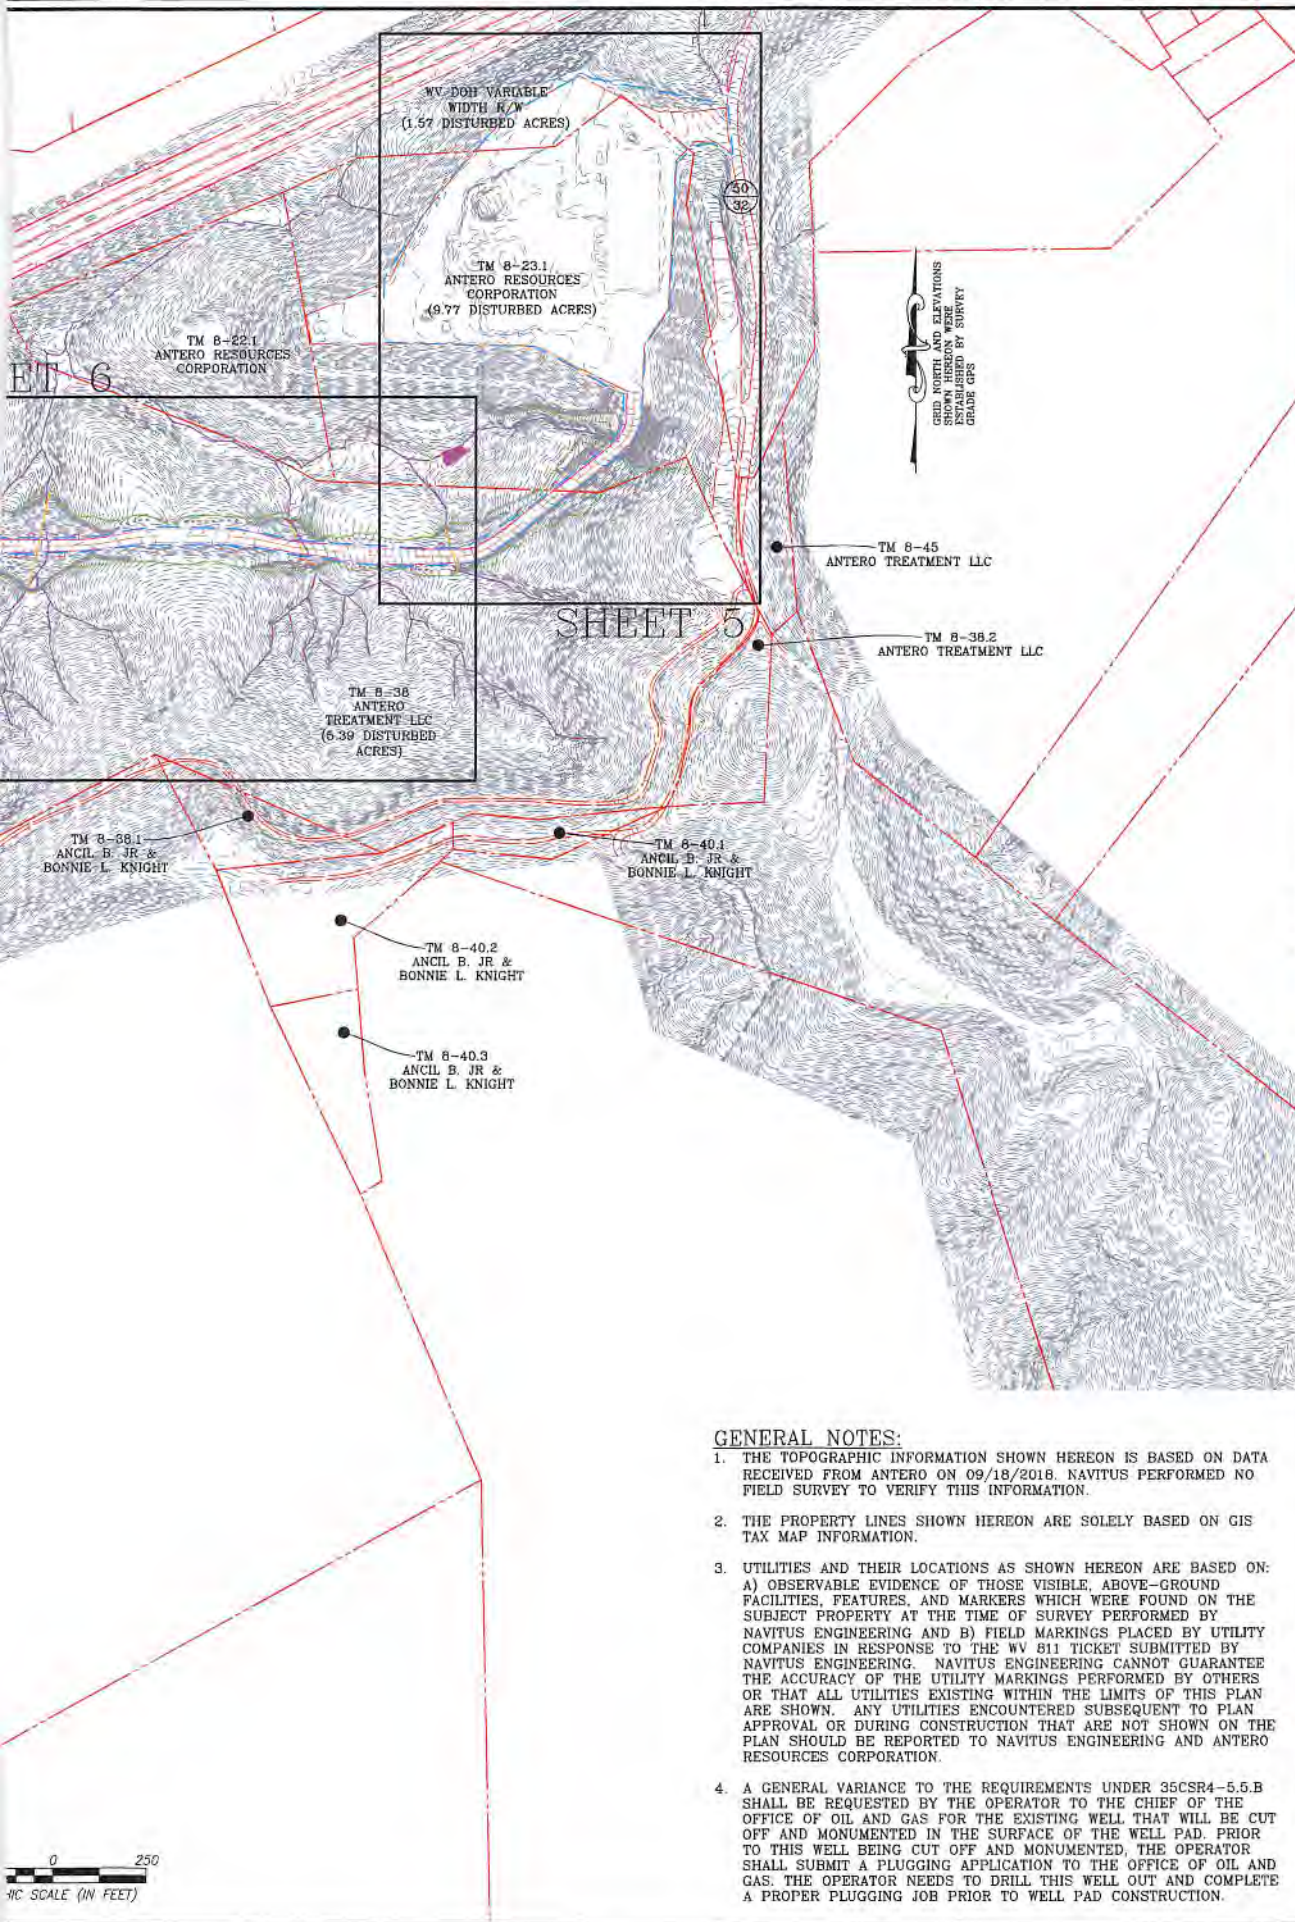 WV DOH VARIABLE
WIDTH R/W
(1.57 DISTURBED ACRES)
50
32
TM 8-23.1
ANTERO RESOURCES
CORPORATION
(9.77 DISTURBED ACRES)
TM 8-22.1
ANTERO RESOURCES
CORPORATION
ET 6
GRID NORTH AND ELEVATIONS
SHOWN HEREON WERE
ESTABLISHED BY SURVEY
GRADE GPS
TM 8-45
ANTERO TREATMENT LLC
SHEET 5
TM 8-38.2
ANTERO TREATMENT LLC
TM 8-38
ANTERO
TREATMENT LLC
(6.39 DISTURBED
ACRES)
TM 8-38.1
ANCIL B. JR &
BONNIE L. KNIGHT
TM 8-40.1
ANCIL B. JR &
BONNIE L. KNIGHT
TM 8-40.2
ANCIL B. JR &
BONNIE L. KNIGHT
TM 8-40.3
ANCIL B. JR &
BONNIE L. KNIGHT
GENERAL NOTES:
1. THE TOPOGRAPHIC INFORMATION SHOWN HEREON IS BASED ON DATA
RECEIVED FROM ANTERO ON 09/18/2018. NAVITUS PERFORMED NO
FIELD SURVEY TO VERIFY THIS INFORMATION.
2. THE PROPERTY LINES SHOWN HEREON ARE SOLELY BASED ON GIS
TAX MAP INFORMATION.
3. UTILITIES AND THEIR LOCATIONS AS SHOWN HEREON ARE BASED ON:
A) OBSERVABLE EVIDENCE OF THOSE VISIBLE, ABOVE-GROUND
FACILITIES, FEATURES, AND MARKERS WHICH WERE FOUND ON THE
SUBJECT PROPERTY AT THE TIME OF SURVEY PERFORMED BY
NAVITUS ENGINEERING AND B) FIELD MARKINGS PLACED BY UTILITY
COMPANIES IN RESPONSE TO THE WV 811 TICKET SUBMITTED BY
NAVITUS ENGINEERING. NAVITUS ENGINEERING CANNOT GUARANTEE
THE ACCURACY OF THE UTILITY MARKINGS PERFORMED BY OTHERS
OR THAT ALL UTILITIES EXISTING WITHIN THE LIMITS OF THIS PLAN
ARE SHOWN. ANY UTILITIES ENCOUNTERED SUBSEQUENT TO PLAN
APPROVAL OR DURING CONSTRUCTION THAT ARE NOT SHOWN ON THE
PLAN SHOULD BE REPORTED TO NAVITUS ENGINEERING AND ANTERO
RESOURCES CORPORATION.
4. A GENERAL VARIANCE TO THE REQUIREMENTS UNDER 35CSR4-5.5.B
SHALL BE REQUESTED BY THE OPERATOR TO THE CHIEF OF THE
OFFICE OF OIL AND GAS FOR THE EXISTING WELL THAT WILL BE CUT
OFF AND MONUMENTED IN THE SURFACE OF THE WELL PAD. PRIOR
TO THIS WELL BEING CUT OFF AND MONUMENTED, THE OPERATOR
SHALL SUBMIT A PLUGGING APPLICATION TO THE OFFICE OF OIL AND
GAS. THE OPERATOR NEEDS TO DRILL THIS WELL OUT AND COMPLETE
A PROPER PLUGGING JOB PRIOR TO WELL PAD CONSTRUCTION.
0 250
HIC SCALE (IN FEET)